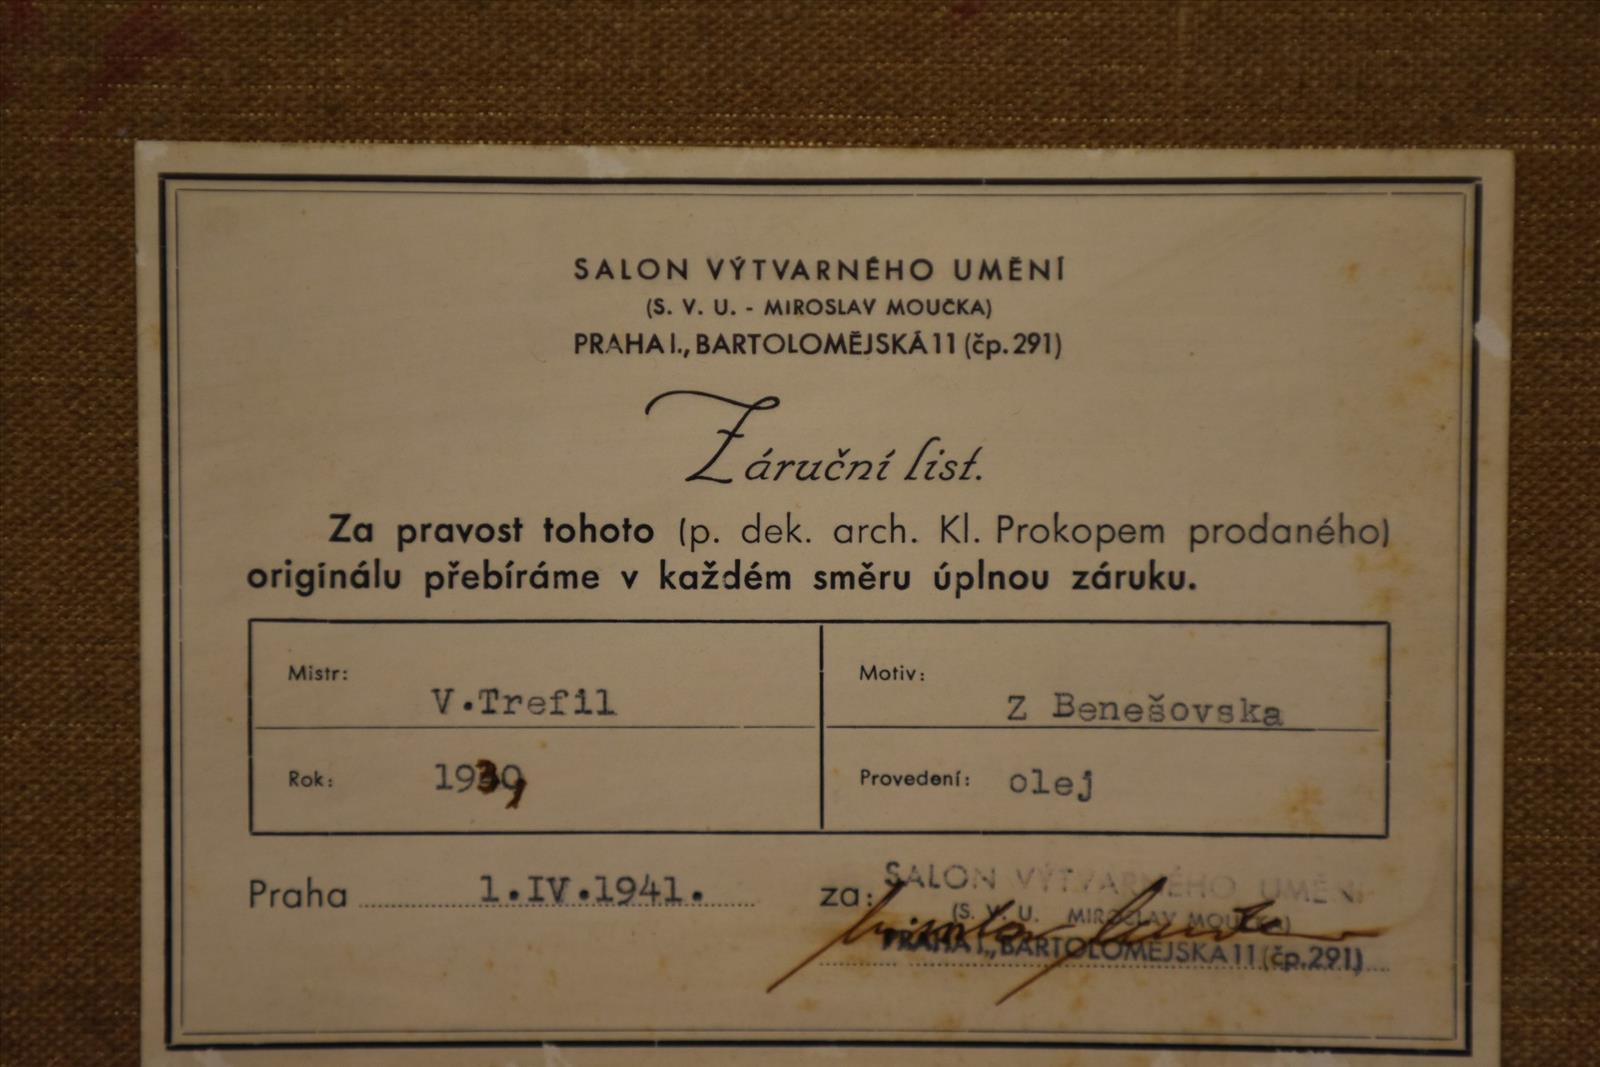 SALON VÝTVARNÉHO UMĚNÍ
(S. V. U. - MIROSLAV MOUČKA)
PRAHA I., BARTOLOMĚJSKÁ 11 (čp. 291)
Záruční list.
Za pravost tohoto (p. dek. arch. Kl. Prokopem prodaného)
originálu přebíráme v každém směru úplnou záruku.
Mistr: V.Trefil
Motiv: Z Benešovska
Rok: 1930,
Provedení: olej
Praha 1.IV.1941. za:
SALON VÝTVARNÉHO UMĚNÍ
(S. V. U. MIROSLAV MOUČKA)
PRAHA I., BARTOLOMĚJSKÁ 11 (čp. 291)